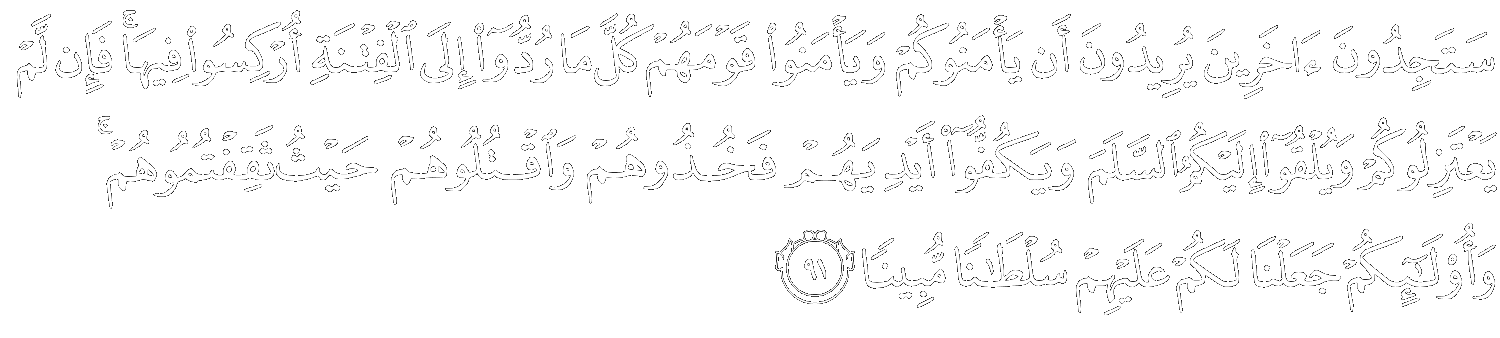 سَتَجِدُونَ ءَاخَرِينَ يُرِيدُونَ أَن يَأْمَنُوكُمْ وَيَأْمَنُوا۟ قَوْمَهُمْ كُلَّ مَا رُدُّوٓا۟ إِلَى ٱلْفِتْنَةِ أُرْكِسُوا۟ فِيهَا ۚ فَإِن لَّمْ
يَعْتَزِلُوكُمْ وَيُلْقُوٓا۟ إِلَيْكُمُ ٱلسَّلَمَ وَيَكُفُّوٓا۟ أَيْدِيَهُمْ فَخُذُوهُمْ وَٱقْتُلُوهُمْ حَيْثُ ثَقِفْتُمُوهُمْ ۚ
وَأُو۟لَٰٓئِكُمْ جَعَلْنَا لَكُمْ عَلَيْهِمْ سُلْطَٰنًا مُّبِينًا ٩١